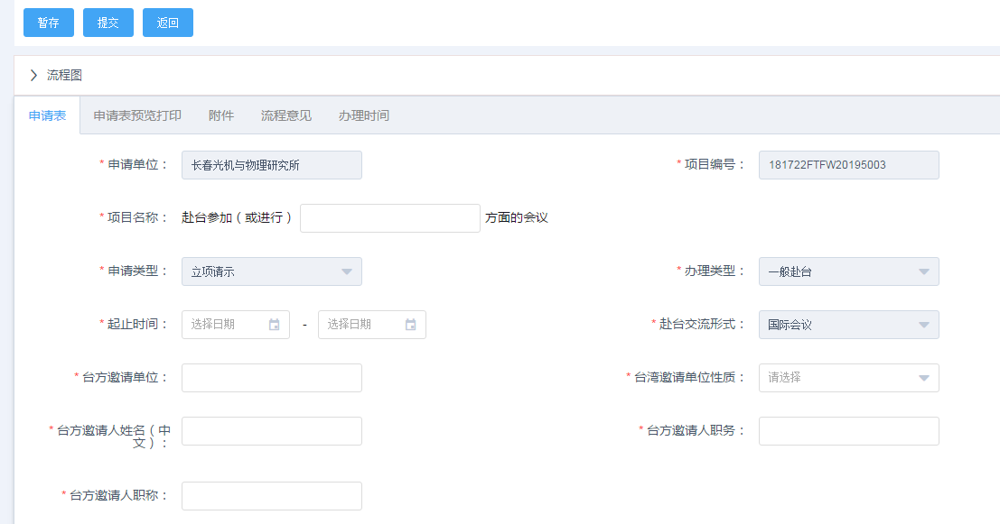 暂存 提交 返回
流程图
申请表 申请表预览打印 附件 流程意见 办理时间
* 申请单位： 长春光机与物理研究所 * 项目编号： 181722FTFW20195003
* 项目名称： 赴台参加（或进行） 方面的会议
* 申请类型： 立项请示 * 办理类型： 一般赴台
* 起止时间： 选择日期 - 选择日期 * 赴台交流形式： 国际会议
* 台方邀请单位： * 台湾邀请单位性质： 请选择
* 台方邀请人姓名（中
文）： * 台方邀请人职务：
* 台方邀请人职称：